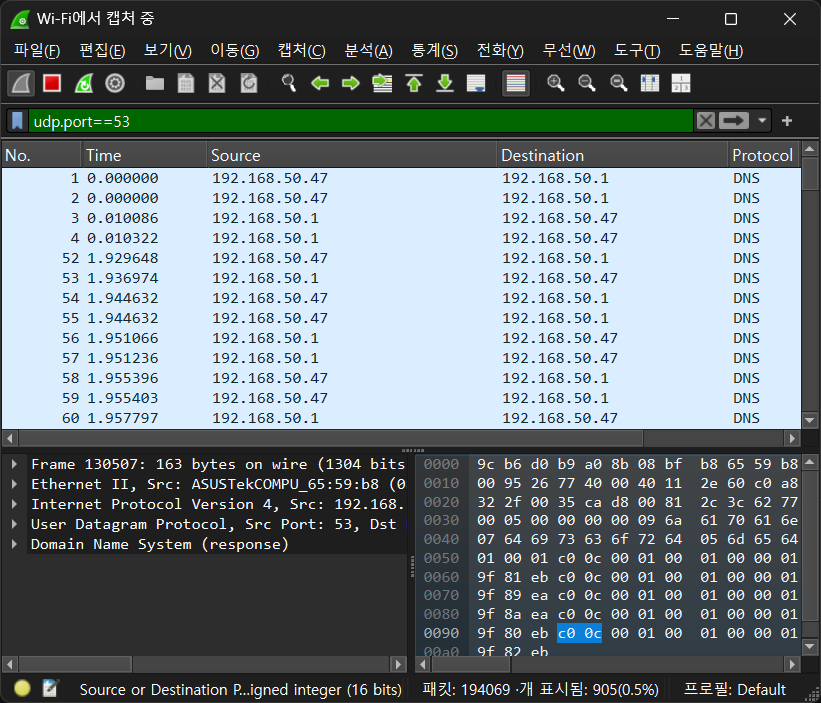 Wi-Fi에서 캡처 중
파일(F) 편집(E) 보기(V) 이동(G) 캡처(C) 분석(A) 통계(S) 전화(Y) 무선(W) 도구(T) 도움말(H)
udp.port==53
No. Time Source Destination Protocol
1 0.000000 192.168.50.47 192.168.50.1 DNS
2 0.000000 192.168.50.47 192.168.50.1 DNS
3 0.010086 192.168.50.1 192.168.50.47 DNS
4 0.010322 192.168.50.1 192.168.50.47 DNS
52 1.929648 192.168.50.47 192.168.50.1 DNS
53 1.936974 192.168.50.1 192.168.50.47 DNS
54 1.944632 192.168.50.47 192.168.50.1 DNS
55 1.944632 192.168.50.47 192.168.50.1 DNS
56 1.951066 192.168.50.1 192.168.50.47 DNS
57 1.951236 192.168.50.1 192.168.50.47 DNS
58 1.955396 192.168.50.47 192.168.50.1 DNS
59 1.955403 192.168.50.47 192.168.50.1 DNS
60 1.957797 192.168.50.1 192.168.50.47 DNS
Frame 130507: 163 bytes on wire (1304 bits
Ethernet II, Src: ASUSTekCOMPU_65:59:b8 (0
Internet Protocol Version 4, Src: 192.168.
User Datagram Protocol, Src Port: 53, Dst
Domain Name System (response)
0000 9c b6 d0 b9 a0 8b 08 bf b8 65 59 b8
0010 00 95 26 77 40 00 40 11 2e 60 c0 a8
0020 32 2f 00 35 ca d8 00 81 2c 3c 62 77
0030 00 05 00 00 00 00 09 6a 61 70 61 6e
0040 07 64 69 73 63 6f 72 64 05 6d 65 64
0050 01 00 01 c0 0c 00 01 00 01 00 00 01
0060 9f 81 eb c0 0c 00 01 00 01 00 00 01
0070 9f 89 ea c0 0c 00 01 00 01 00 00 01
0080 9f 8a ea c0 0c 00 01 00 01 00 00 01
0090 9f 80 eb c0 0c 00 01 00 01 00 00 01
00a0 9f 82 eb
Source or Destination P...igned integer (16 bits) 패킷: 194069 ·개 표시됨: 905(0.5%) 프로필: Default